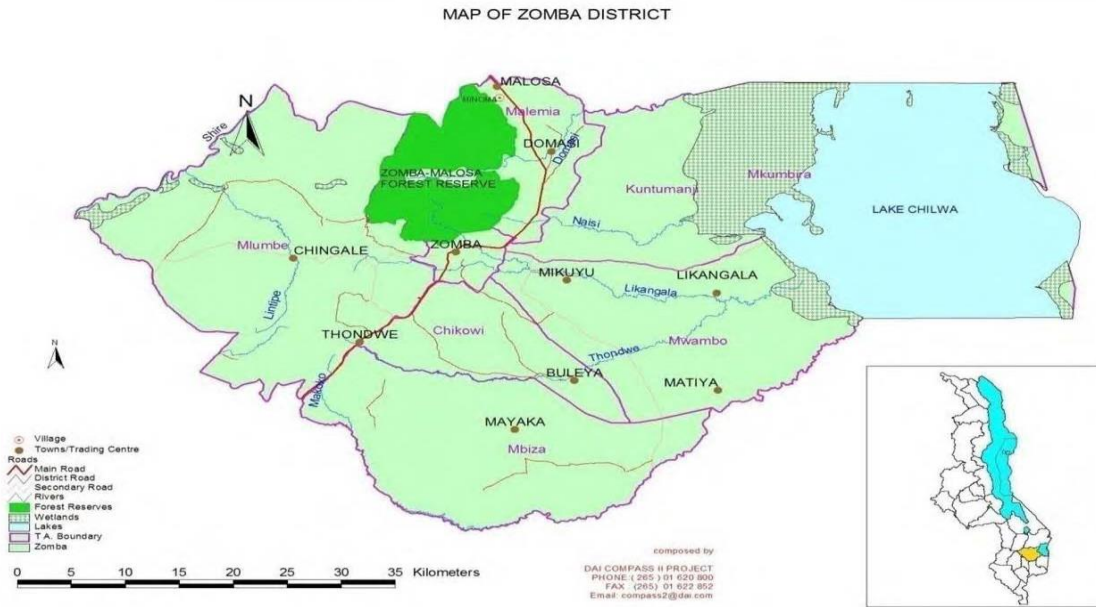 MAP OF ZOMBA DISTRICT
MALOSA
Malemia
N
Shire
DOMASI
Domasi
ZOMBA-MALOSA
FOREST RESERVE
Kuntumanji
Mkumbira
LAKE CHILWA
Naisi
Mlumbe
CHINGALE
ZOMBA
MIKUYU
LIKANGALA
Likangala
Lintipe
THONDWE
Chikowi
Thondwe
Mwambo
N
Makoko
BULEYA
MATIYA
MAYAKA
Mbiza
Village
Towns/Trading Centre
Roads
Main Road
District Road
Secondary Road
Rivers
Forest Reserves
Wetlands
Lakes
T.A. Boundary
Zomba
0 5 10 15 20 25 30 35 Kilometers
composed by
DAI COMPASS II PROJECT
PHONE: ( 265 ) 01 620 800
FAX : (265) 01 622 852
Email: compass2@dai.com